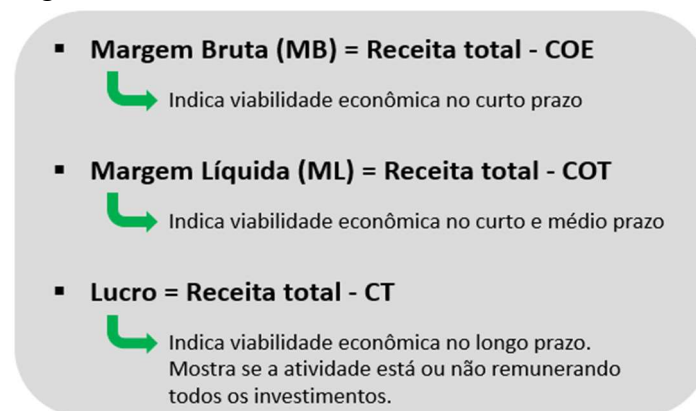 ▪ Margem Bruta (MB) = Receita total - COE
Indica viabilidade econômica no curto prazo
▪ Margem Líquida (ML) = Receita total - COT
Indica viabilidade econômica no curto e médio prazo
▪ Lucro = Receita total - CT
Indica viabilidade econômica no longo prazo.
Mostra se a atividade está ou não remunerando
todos os investimentos.